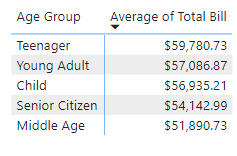 Age Group Average of Total Bill
Teenager $59,780.73
Young Adult $57,086.87
Child $56,935.21
Senior Citizen $54,142.99
Middle Age $51,890.73